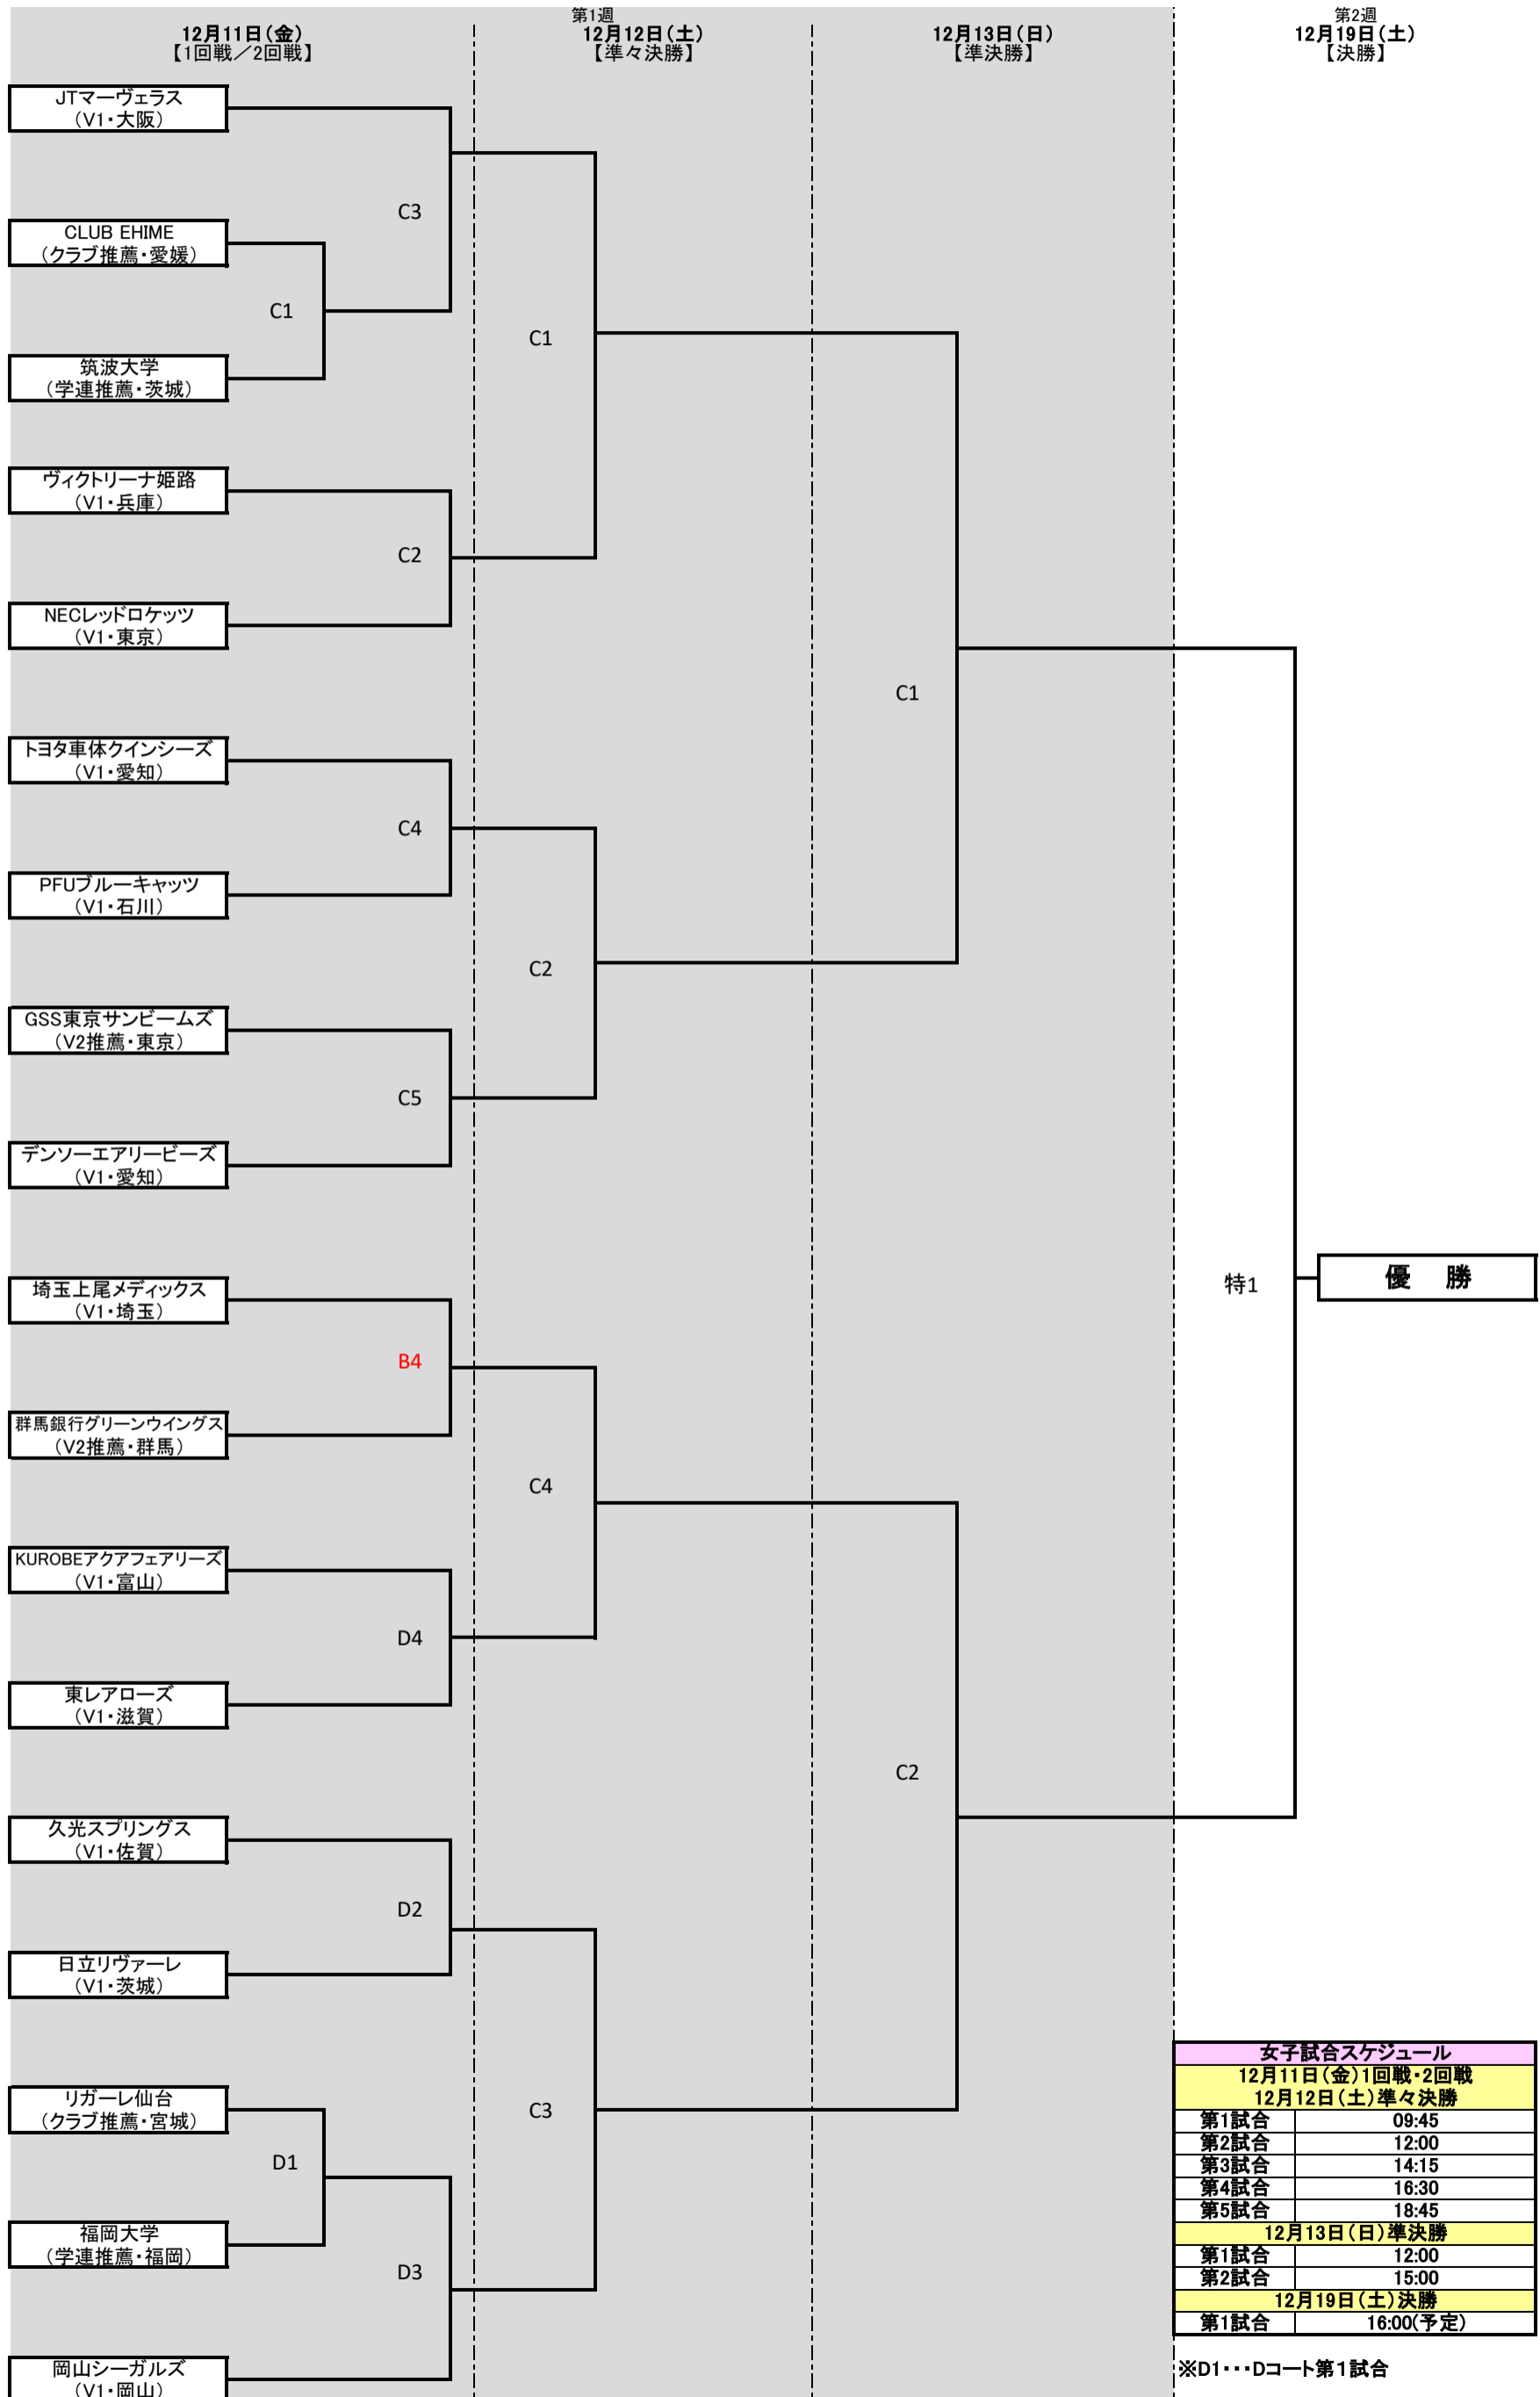 第1週
第2週
12月11日(金)
12月12日(土)
12月13日(日)
12月19日(土)
【1回戦/2回戦】
【準々決勝】
【準決勝】
【決勝】
JTマーヴェラス
(V1・大阪)
C3
CLUB EHIME
(クラブ推薦・愛媛)
C1
C1
筑波大学
(学連推薦・茨城)
ヴィクトリーナ姫路
(V1・兵庫)
C2
NECレッドロケッツ
(V1・東京)
C1
トヨタ車体クインシーズ
(V1・愛知)
C4
PFUブルーキャッツ
(V1・石川)
C2
GSS東京サンビームズ
(V2推薦・東京)
C5
デンソーエアリービーズ
(V1・愛知)
特1
優 勝
埼玉上尾メディックス
(V1・埼玉)
B4
群馬銀行グリーンウイングス
(V2推薦・群馬)
C4
KUROBEアクアフェアリーズ
(V1・富山)
D4
東レアローズ
(V1・滋賀)
C2
久光スプリングス
(V1・佐賀)
D2
日立リヴァーレ
(V1・茨城)
リガーレ仙台
(クラブ推薦・宮城)
C3
D1
福岡大学
(学連推薦・福岡)
D3
岡山シーガルズ
(V1・岡山)
女子試合スケジュール
12月11日(金)1回戦・2回戦
12月12日(土)準々決勝
第1試合 09:45
第2試合 12:00
第3試合 14:15
第4試合 16:30
第5試合 18:45
12月13日(日)準決勝
第1試合 12:00
第2試合 15:00
12月19日(土)決勝
第1試合 16:00(予定)
※D1・・・Dコート第1試合